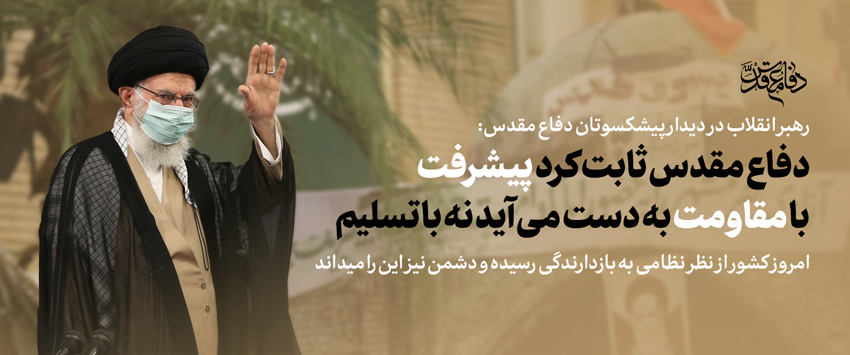 دفاع مقدس
رهبر انقلاب در دیدار پیشکسوتان دفاع مقدس:
دفاع مقدس ثابت کرد پیشرفت
با مقاومت به دست می‌آید نه با تسلیم
امروز کشور از نظر نظامی به بازدارندگی رسیده و دشمن نیز این را میداند